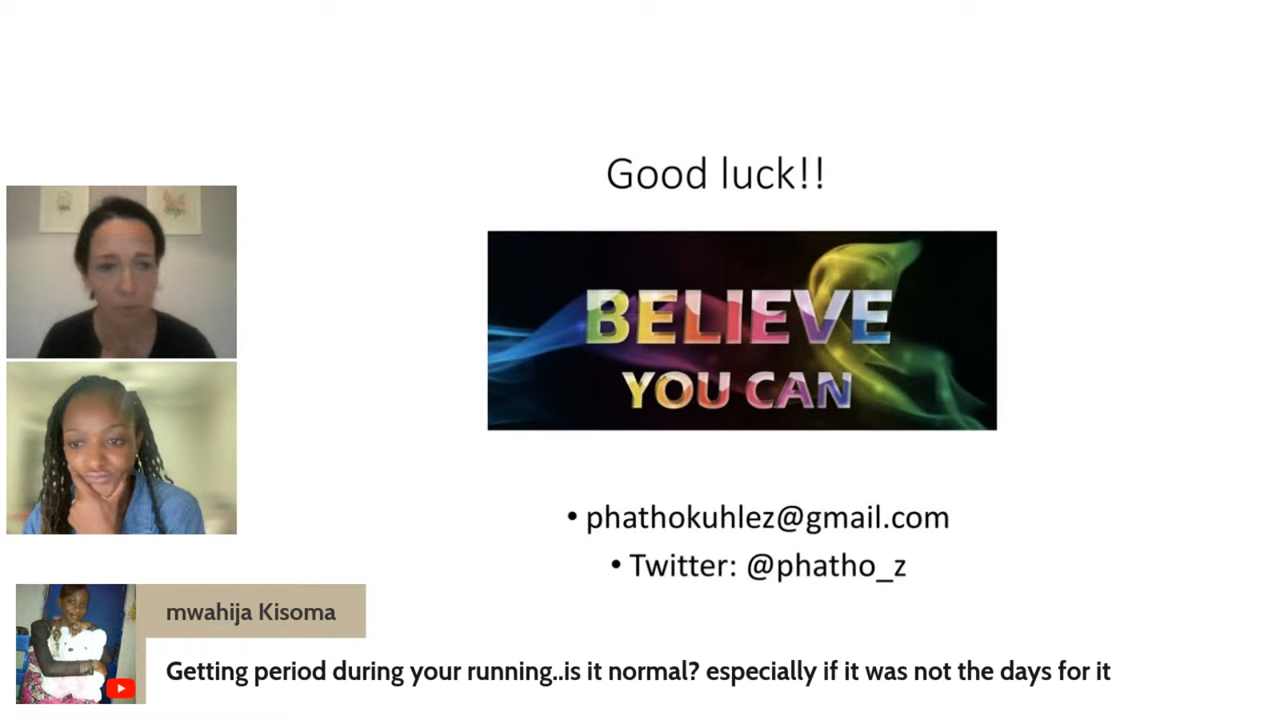 Good luck!!
BELIEVE
YOU CAN
• phathokuhlez@gmail.com
• Twitter: @phatho_z
mwahija Kisoma
Getting period during your running..is it normal? especially if it was not the days for it